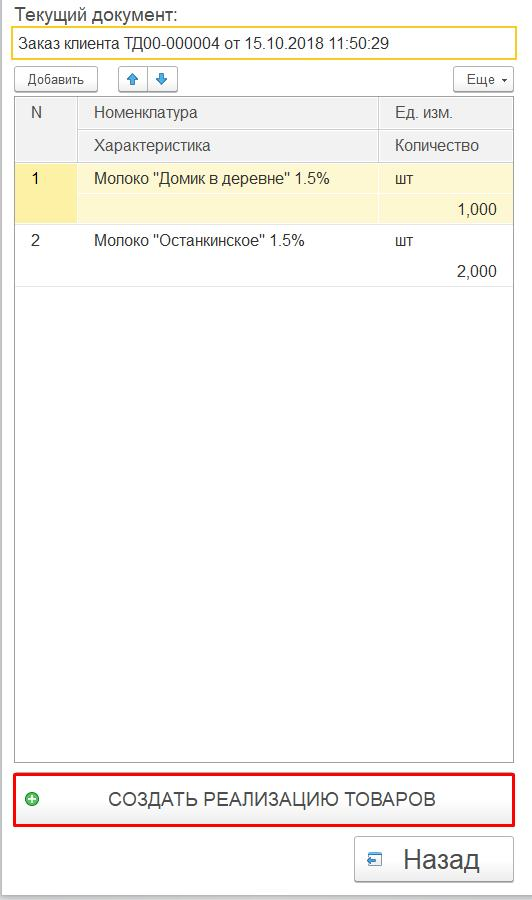 Текущий документ:
Заказ клиента ТД00-000004 от 15.10.2018 11:50:29
Добавить Еще
N Номенклатура Ед. изм.
Характеристика Количество
1 Молоко "Домик в деревне" 1.5% шт
1,000
2 Молоко "Останкинское" 1.5% шт
2,000
СОЗДАТЬ РЕАЛИЗАЦИЮ ТОВАРОВ
Назад